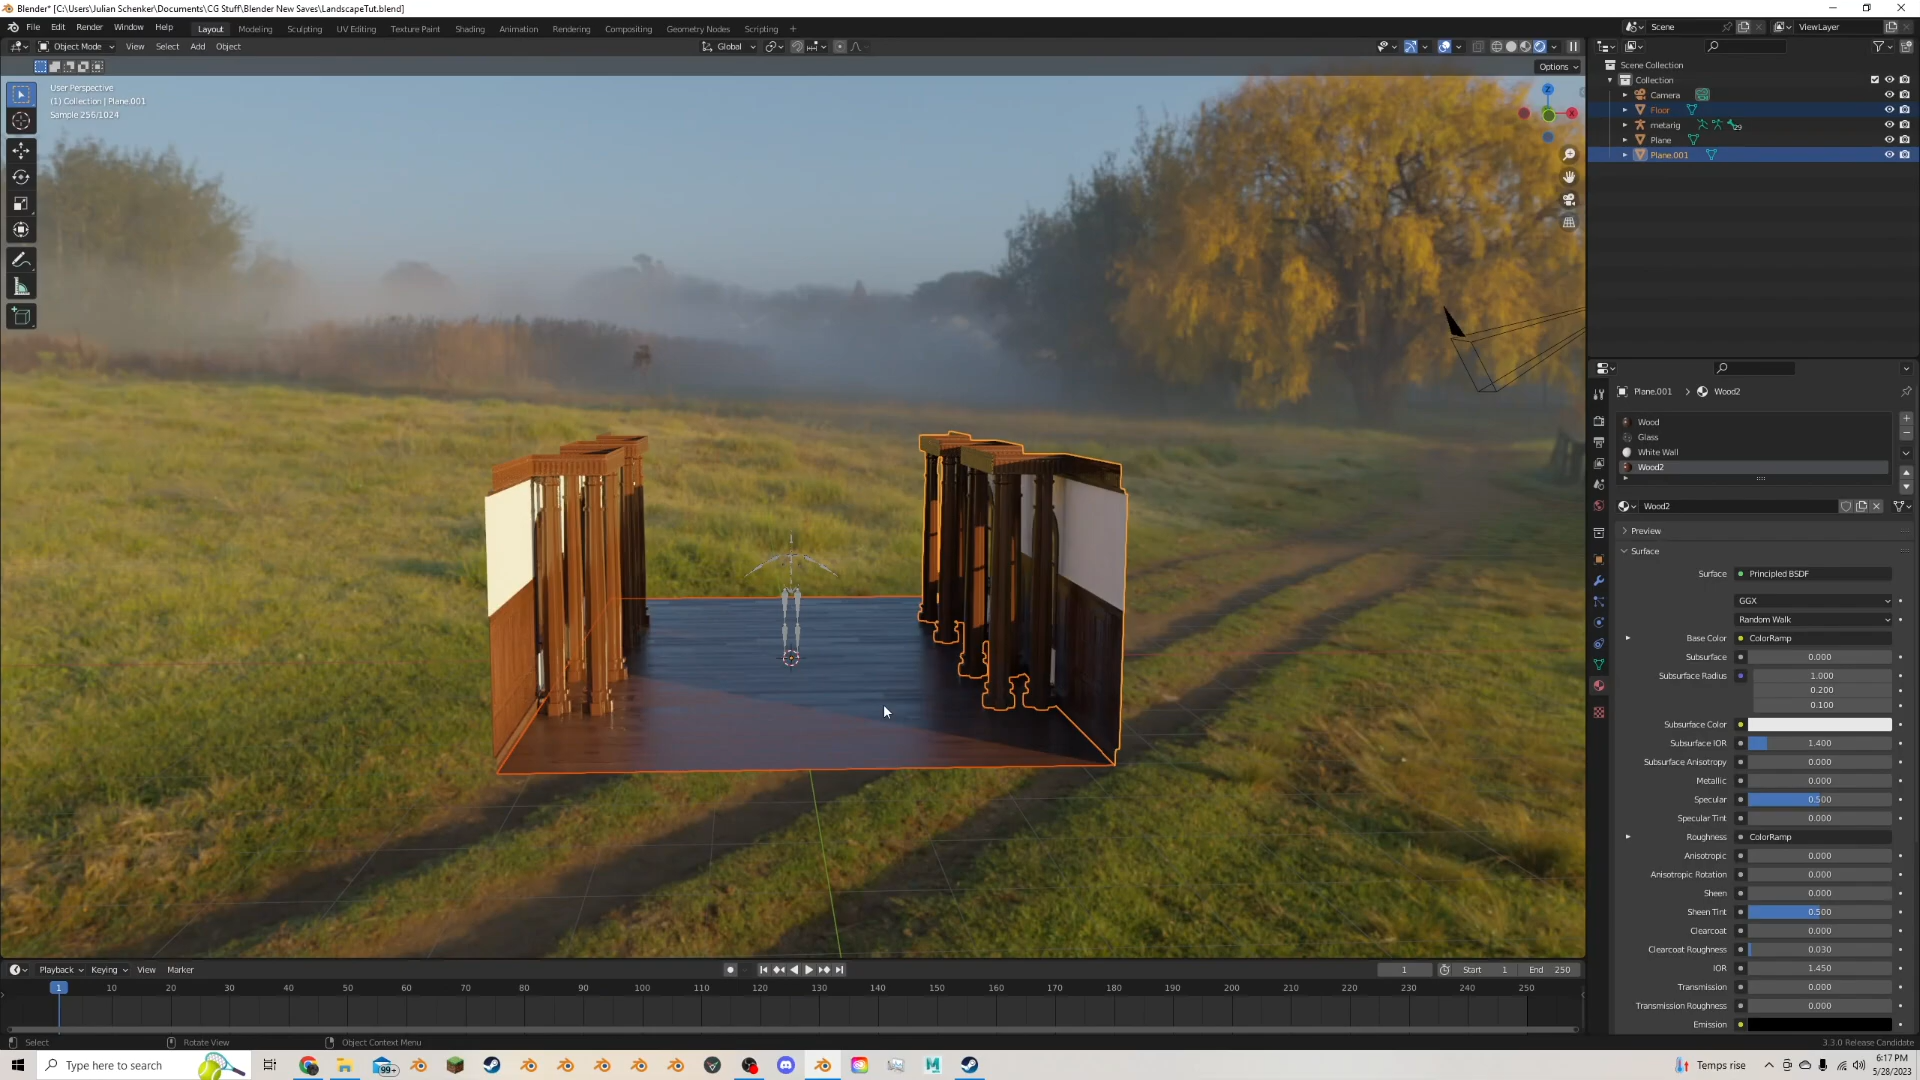 Blender* [C:\Users\Julian Schenker\Documents\CG Stuff\Blender New Saves\LandscapeTut.blend]
File Edit Render Window Help Layout Modeling Sculpting UV Editing Texture Paint Shading Animation Rendering Compositing Geometry Nodes Scripting + Scene ViewLayer
Object Mode View Select Add Object Global
Options
User Perspective
(1) Collection | Plane.001
Sample 256/1024
Z
X
Scene Collection
Collection
Camera
Floor
metarig 29
Plane
Plane.001
Plane.001 > Wood2
Wood
Glass
White Wall
Wood2
Wood2
Preview
Surface
Surface Principled BSDF
GGX
Random Walk
Base Color ColorRamp
Subsurface 0.000
Subsurface Radius 1.000
0.200
0.100
Subsurface Color
Subsurface IOR 1.400
Subsurface Anisotropy 0.000
Metallic 0.000
Specular 0.500
Specular Tint 0.000
Roughness ColorRamp
Anisotropic 0.000
Anisotropic Rotation 0.000
Sheen 0.000
Sheen Tint 0.500
Clearcoat 0.000
Clearcoat Roughness 0.030
IOR 1.450
Transmission 0.000
Transmission Roughness 0.000
Emission
Playback Keying View Marker 1 Start 1 End 250
1 10 20 30 40 50 60 70 80 90 100 110 120 130 140 150 160 170 180 190 200 210 220 230 240 250
Select Rotate View Object Context Menu 3.3.0 Release Candidate
Type here to search 99+ Temps rise 6:17 PM
5/28/2023